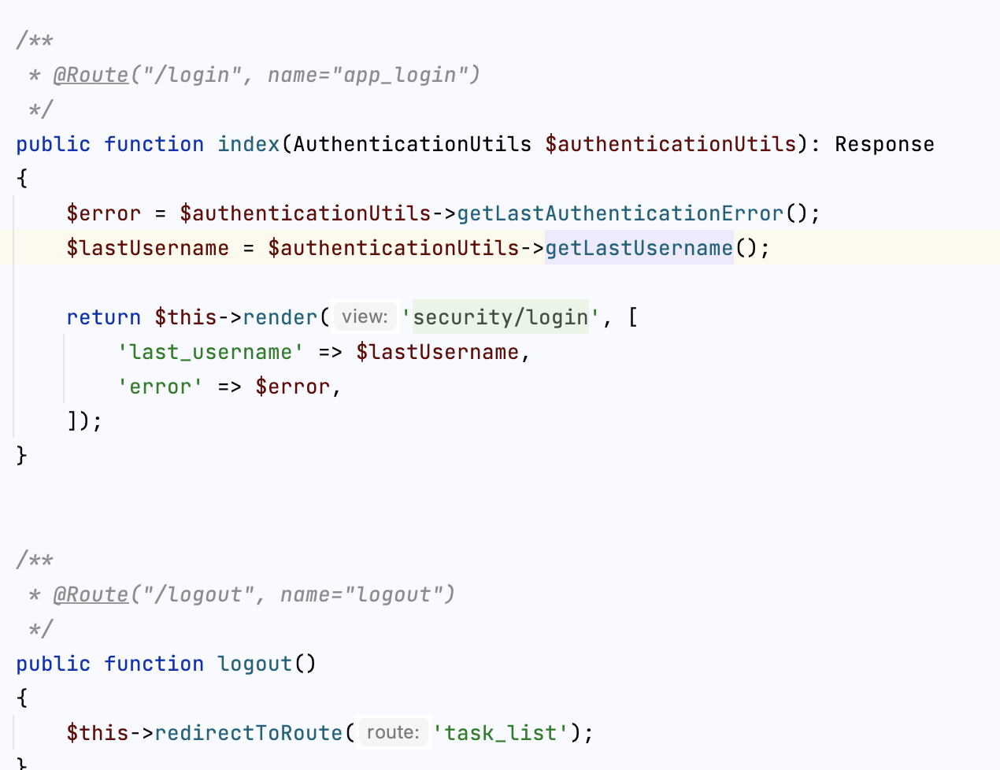 /**
 * @Route("/login", name="app_login")
 */
public function index(AuthenticationUtils $authenticationUtils): Response
{
    $error = $authenticationUtils->getLastAuthenticationError();
    $lastUsername = $authenticationUtils->getLastUsername();

    return $this->render( view: 'security/login', [
        'last_username' => $lastUsername,
        'error' => $error,
    ]);
}

/**
 * @Route("/logout", name="logout")
 */
public function logout()
{
    $this->redirectToRoute( route: 'task_list');
}